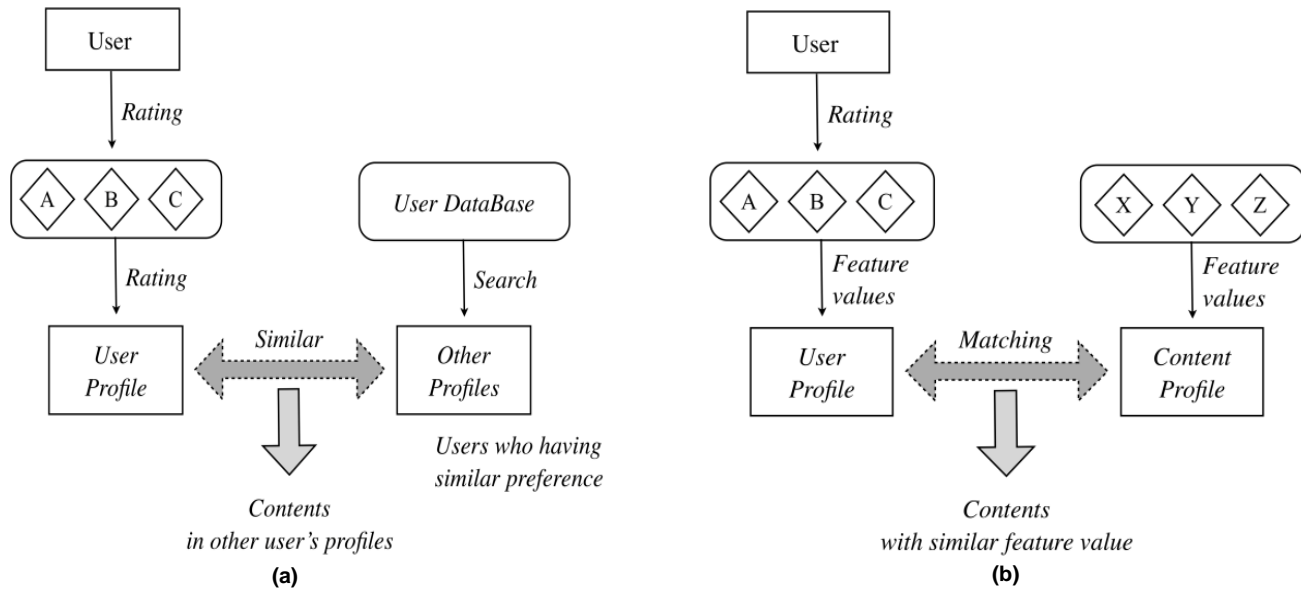 User
Rating
A B C
User DataBase
Rating
Search
User
Profile
Similar
Other
Profiles
Users who having
similar preference
Contents
in other user's profiles
(a)
User
Rating
A B C
X Y Z
Feature
values
Feature
values
User
Profile
Matching
Content
Profile
Contents
with similar feature value
(b)